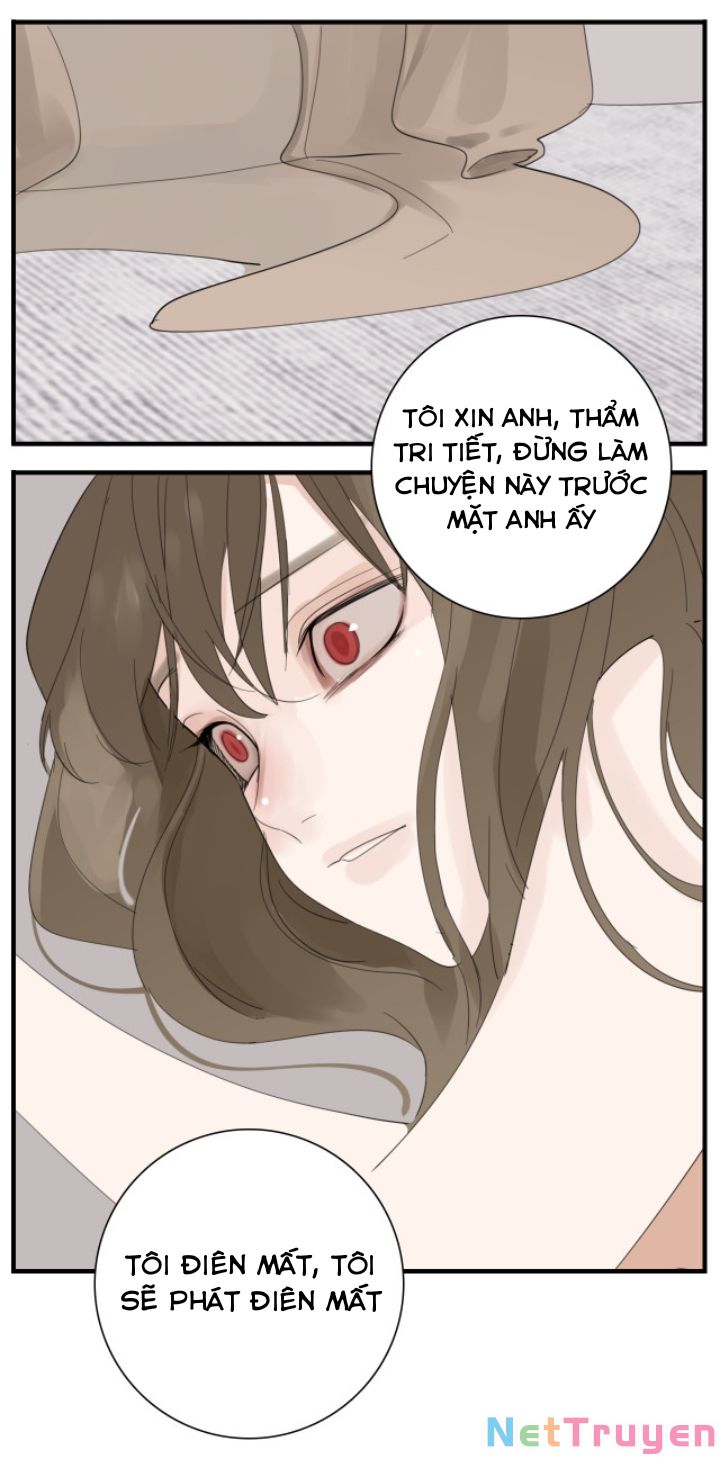 TÔI XIN ANH, THẨM
TRI TIẾT, ĐỪNG LÀM
CHUYỆN NÀY TRƯỚC
MẶT ANH ẤY
TÔI ĐIÊN MẤT, TÔI
SẼ PHÁT ĐIÊN MẤT
NetTruyen